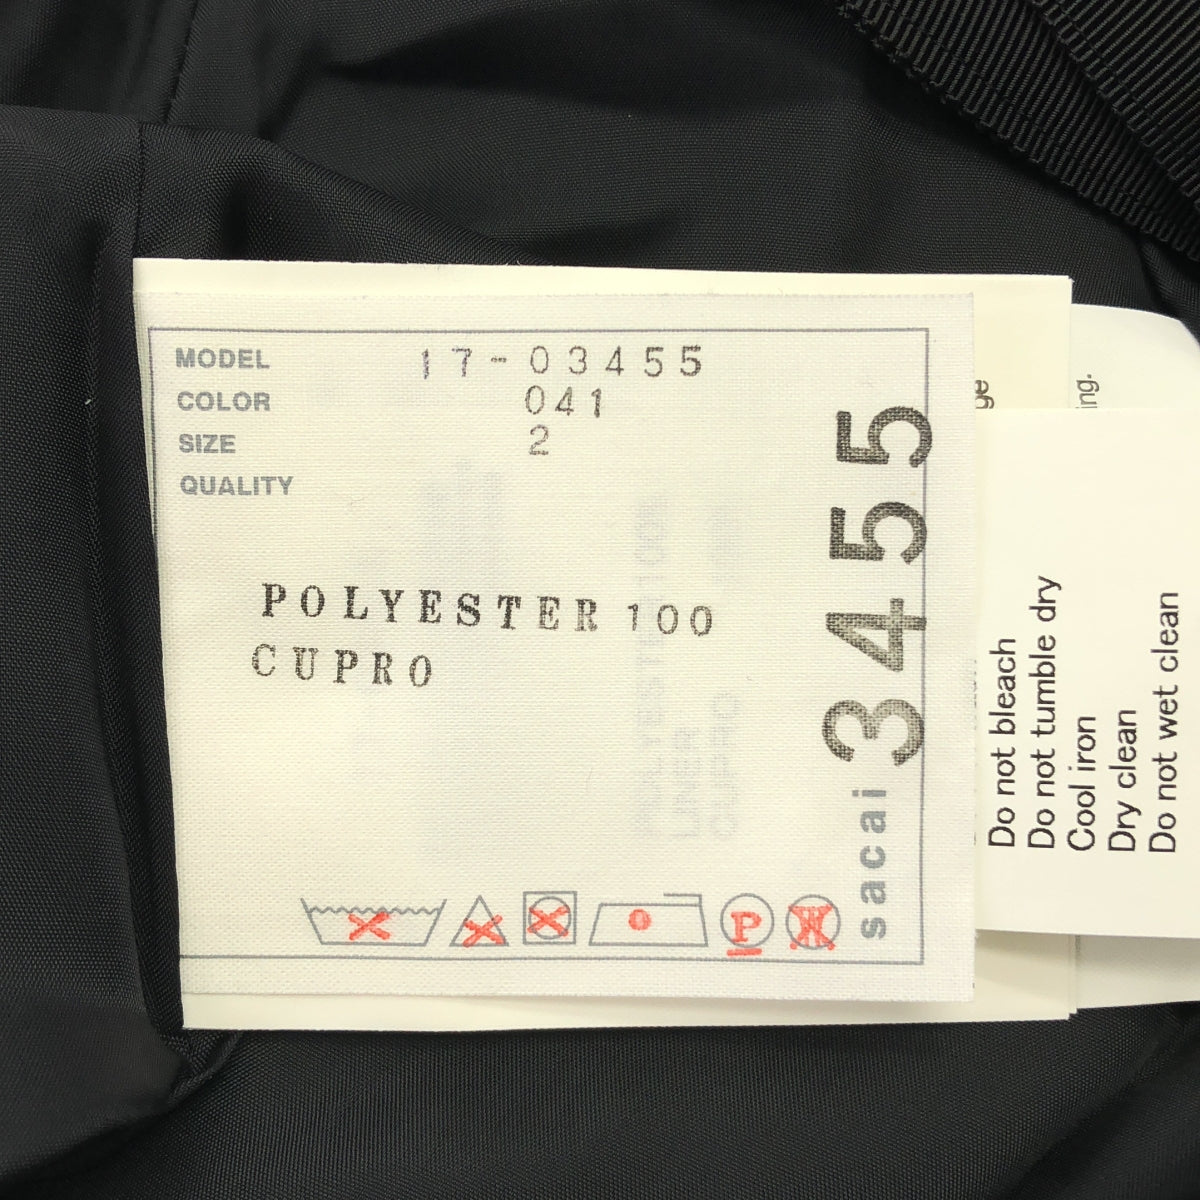 MODEL 17-03455
COLOR 041
SIZE 2
QUALITY
POLYESTER 100
CUPRO
sacai 3455
P
W
ing.
Do not bleach
Do not tumble dry
Cool iron
Dry clean
Do not wet clean